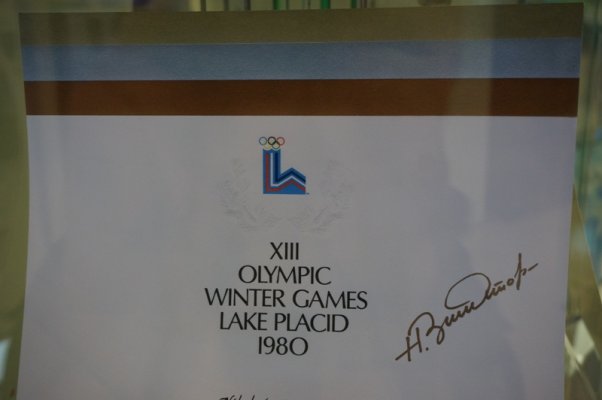 XIII
OLYMPIC
WINTER GAMES
LAKE PLACID
1980